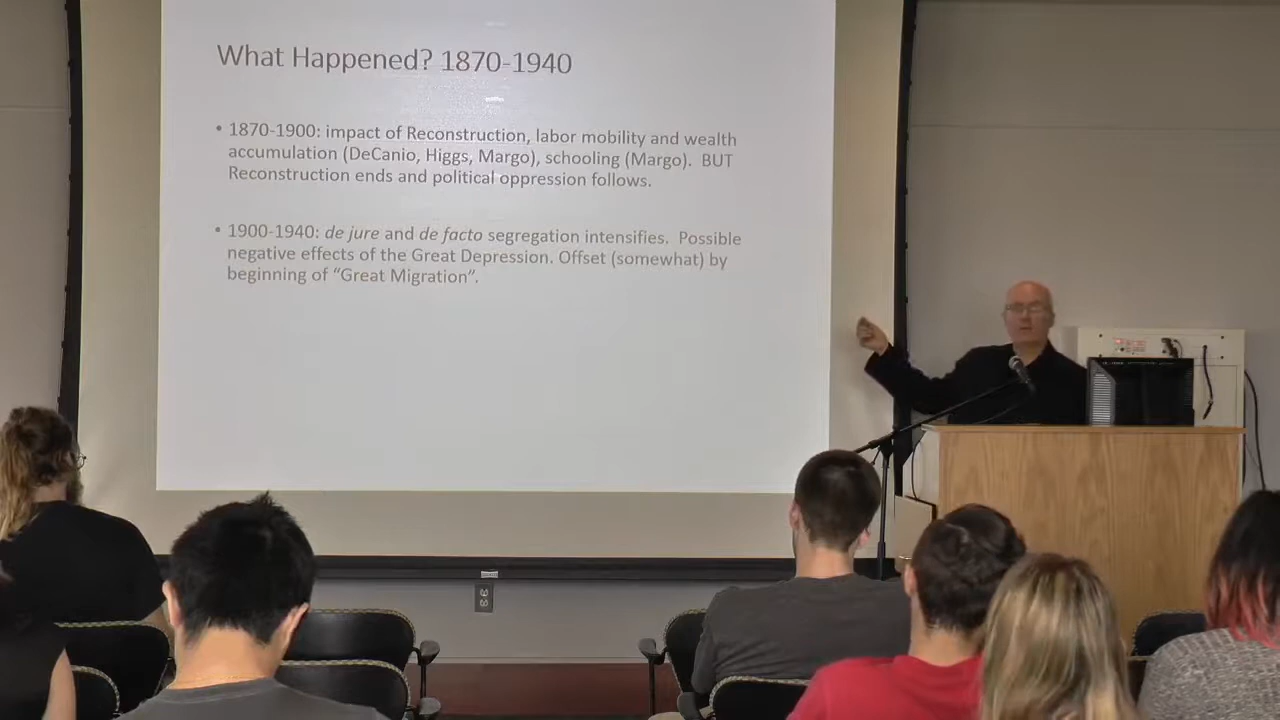 What Happened? 1870-1940
• 1870-1900: impact of Reconstruction, labor mobility and wealth
accumulation (DeCanio, Higgs, Margo), schooling (Margo).  BUT
Reconstruction ends and political oppression follows.
• 1900-1940: de jure and de facto segregation intensifies.  Possible
negative effects of the Great Depression. Offset (somewhat) by
beginning of “Great Migration”.